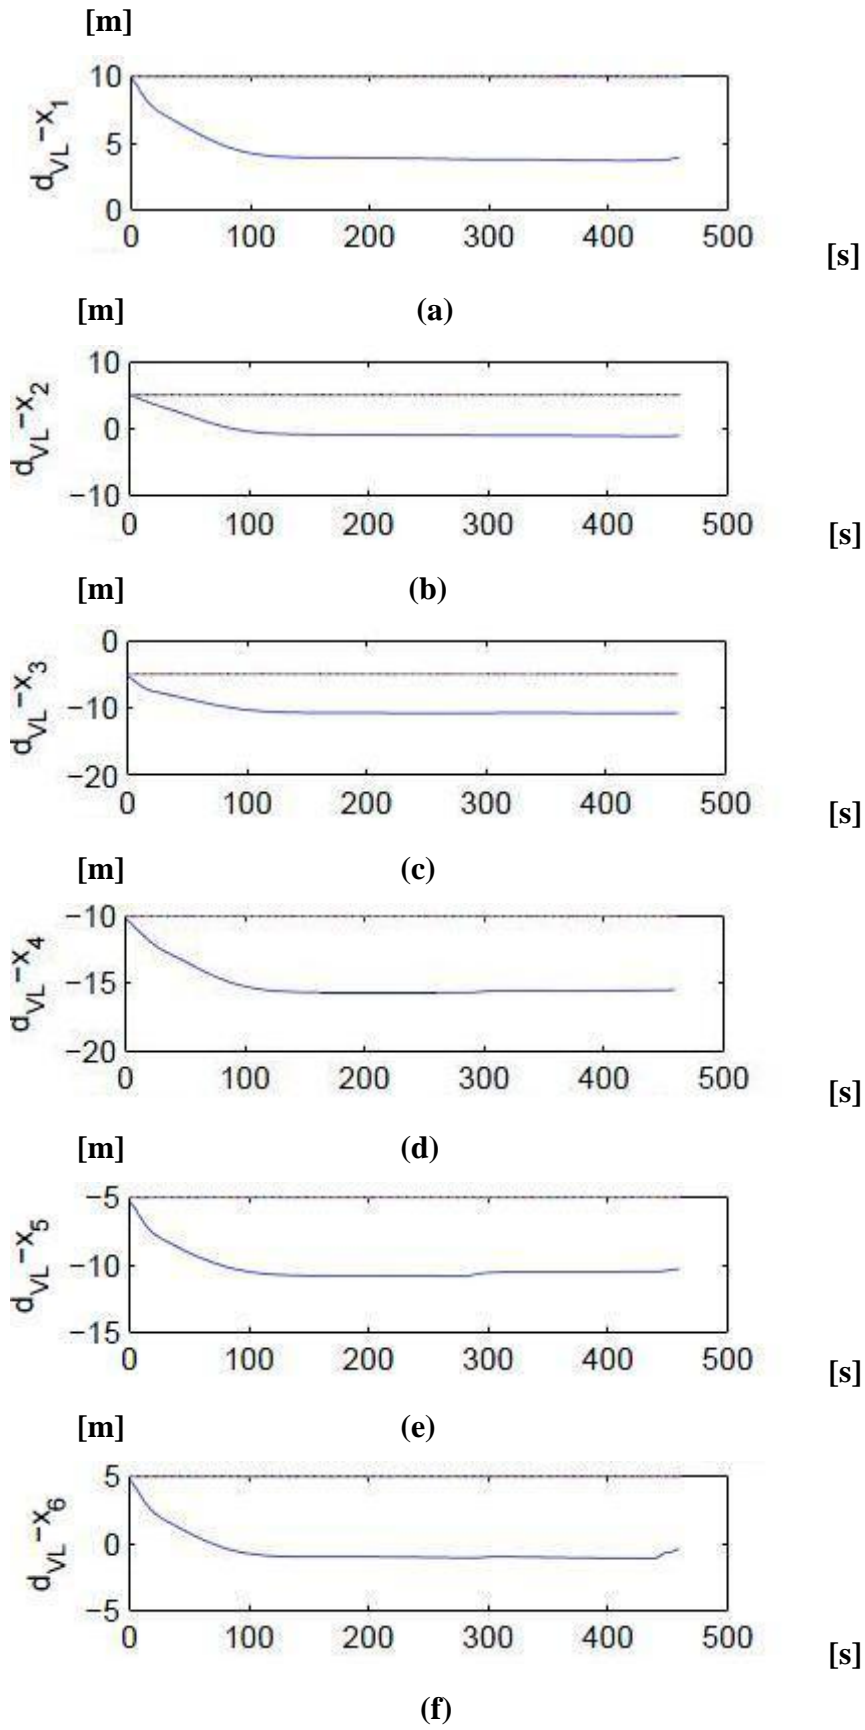 [m]
10
5
0
d_VL-x_1
0 100 200 300 400 500
[s]
[m] (a)
10
0
−10
d_VL-x_2
0 100 200 300 400 500
[s]
[m] (b)
0
−10
−20
d_VL-x_3
0 100 200 300 400 500
[s]
[m] (c)
−10
−15
−20
d_VL-x_4
0 100 200 300 400 500
[s]
[m] (d)
−5
−10
−15
d_VL-x_5
0 100 200 300 400 500
[s]
[m] (e)
5
0
−5
d_VL-x_6
0 100 200 300 400 500
[s]
(f)